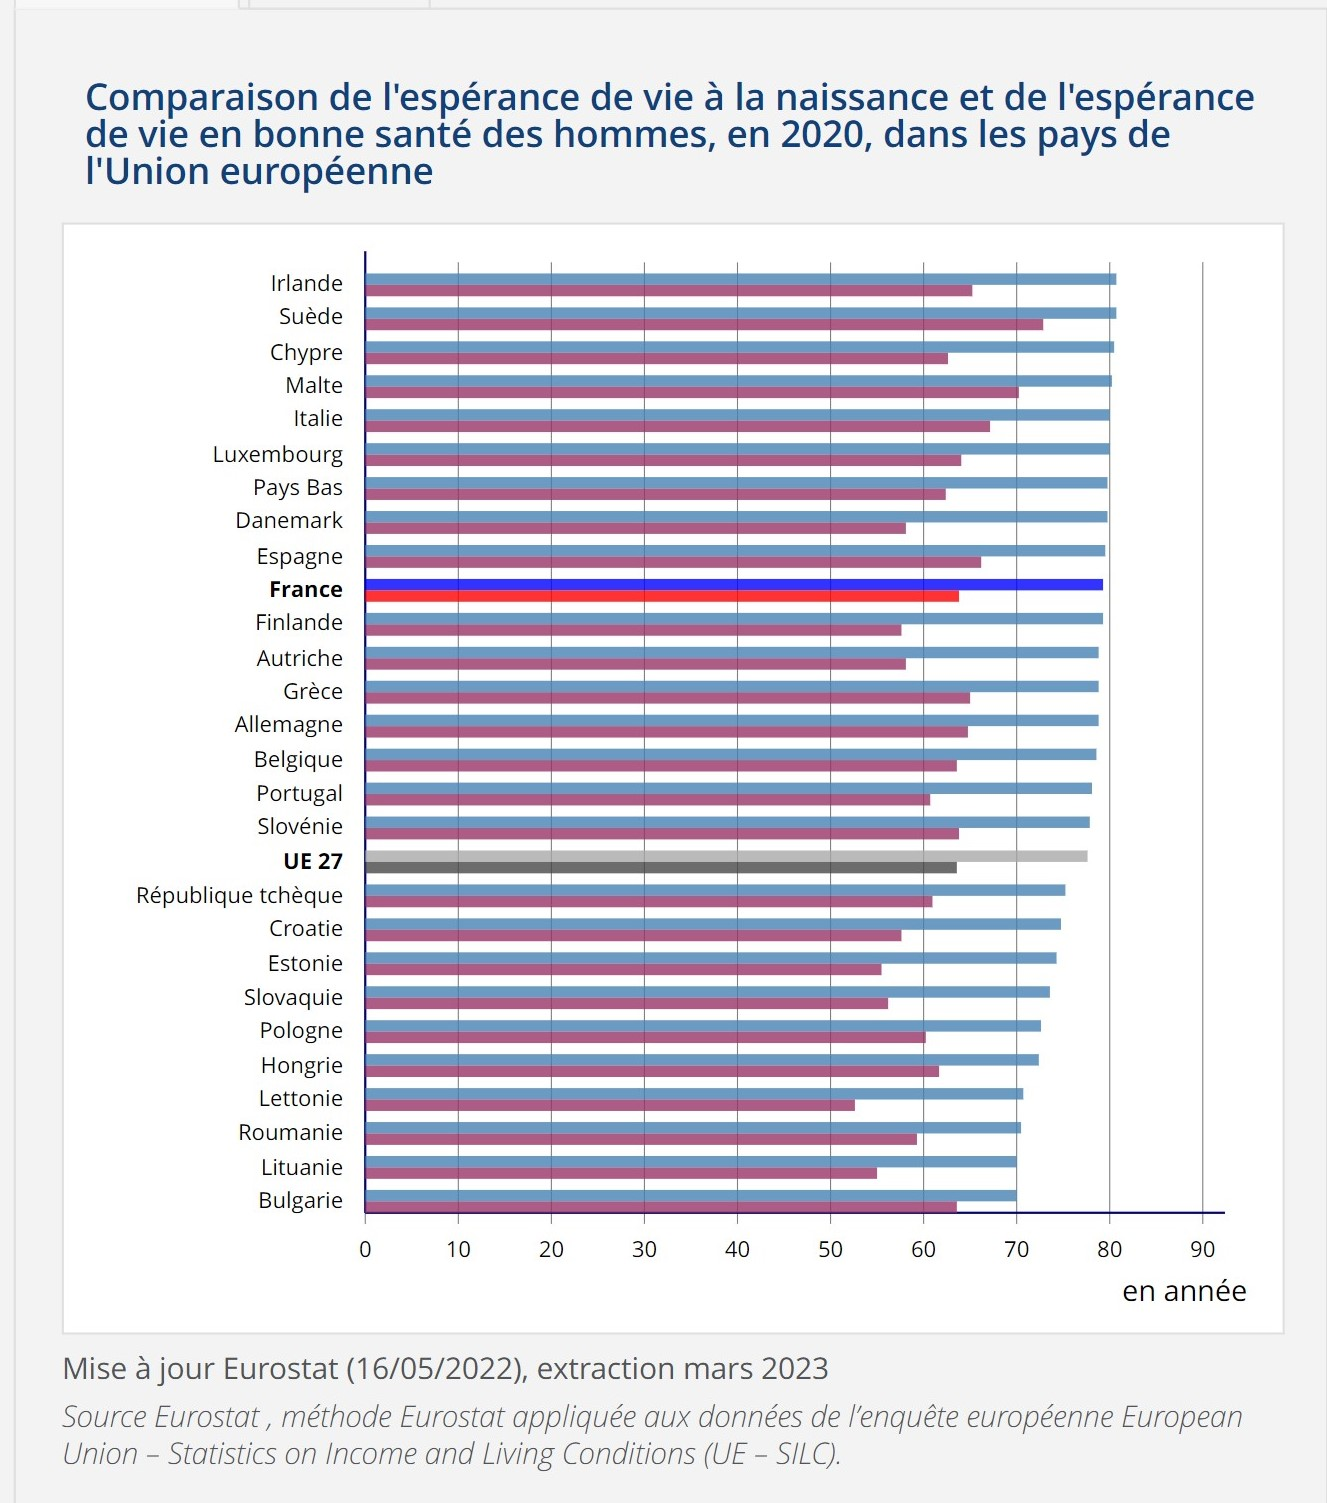 Comparaison de l'espérance de vie à la naissance et de l'espérance
de vie en bonne santé des hommes, en 2020, dans les pays de
l'Union européenne
Irlande
Suède
Chypre
Malte
Italie
Luxembourg
Pays Bas
Danemark
Espagne
France
Finlande
Autriche
Grèce
Allemagne
Belgique
Portugal
Slovénie
UE 27
République tchèque
Croatie
Estonie
Slovaquie
Pologne
Hongrie
Lettonie
Roumanie
Lituanie
Bulgarie
0 10 20 30 40 50 60 70 80 90
en année
Mise à jour Eurostat (16/05/2022), extraction mars 2023
Source Eurostat , méthode Eurostat appliquée aux données de l’enquête européenne European
Union – Statistics on Income and Living Conditions (UE – SILC).